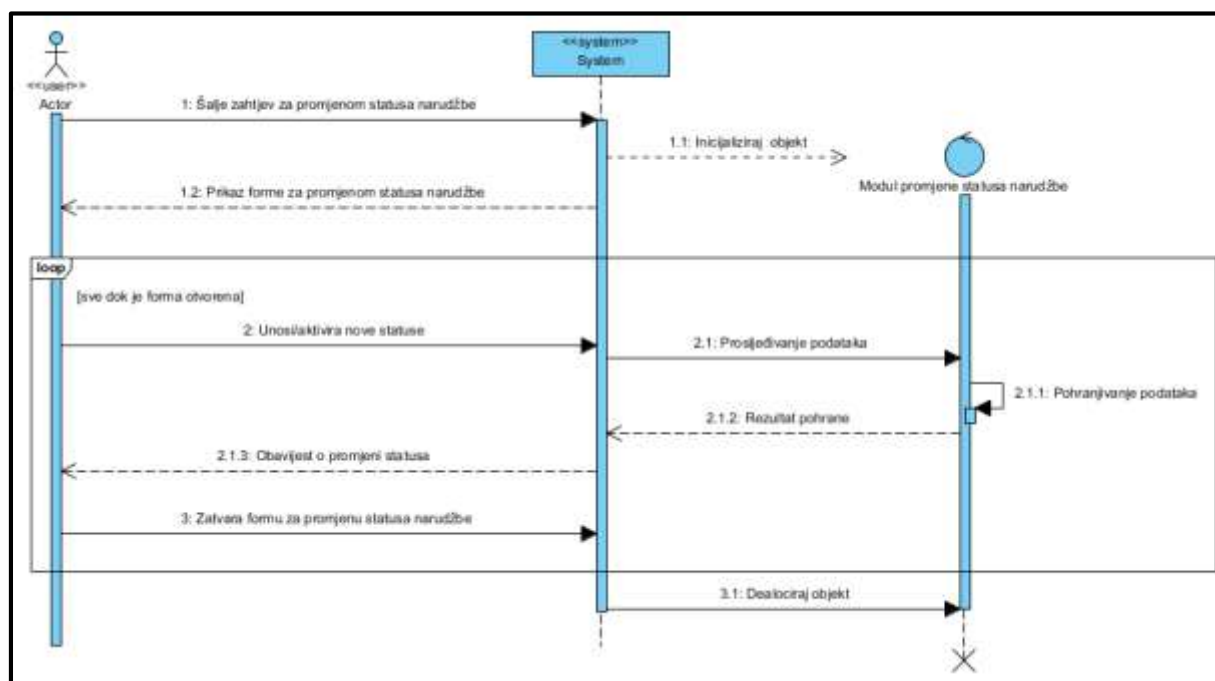 <<system>>
System
<<user>>
Actor
1: Šalje zahtjev za promjenom statusa narudžbe
1.1: Inicijaliziraj objekt
Modul promjene statusa narudžbe
1.2: Prikaz forme za promjenom statusa narudžbe
loop
[sve dok je forma otvorena]
2: Unosi/aktivira nove statuse
2.1: Prosljeđivanje podataka
2.1.1: Pohranjivanje podataka
2.1.2: Rezultat pohrane
2.1.3: Obavijest o promjeni statusa
3: Zatvara formu za promjenu statusa narudžbe
3.1: Dealociraj objekt